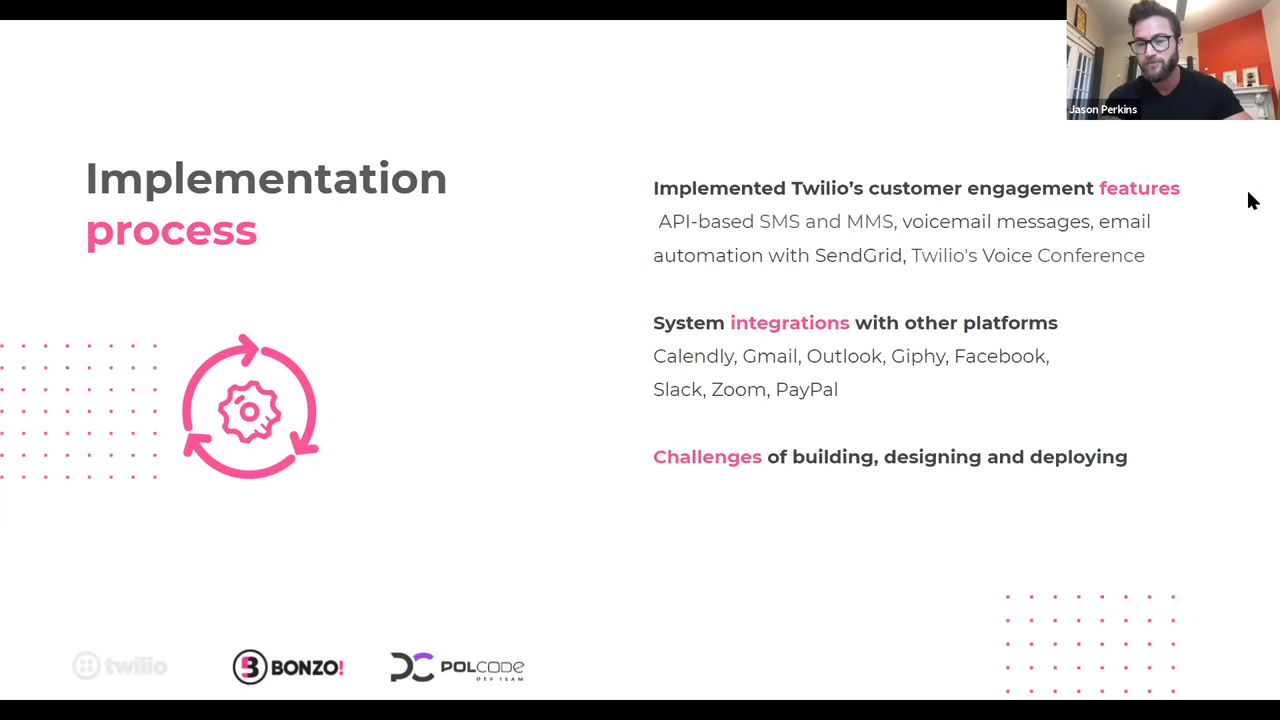 Jason Perkins
Implementation
process
Implemented Twilio’s customer engagement features
API-based SMS and MMS, voicemail messages, email
automation with SendGrid, Twilio's Voice Conference
System integrations with other platforms
Calendly, Gmail, Outlook, Giphy, Facebook,
Slack, Zoom, PayPal
Challenges of building, designing and deploying
twilio
BONZO!
POLCODE
DEV TEAM